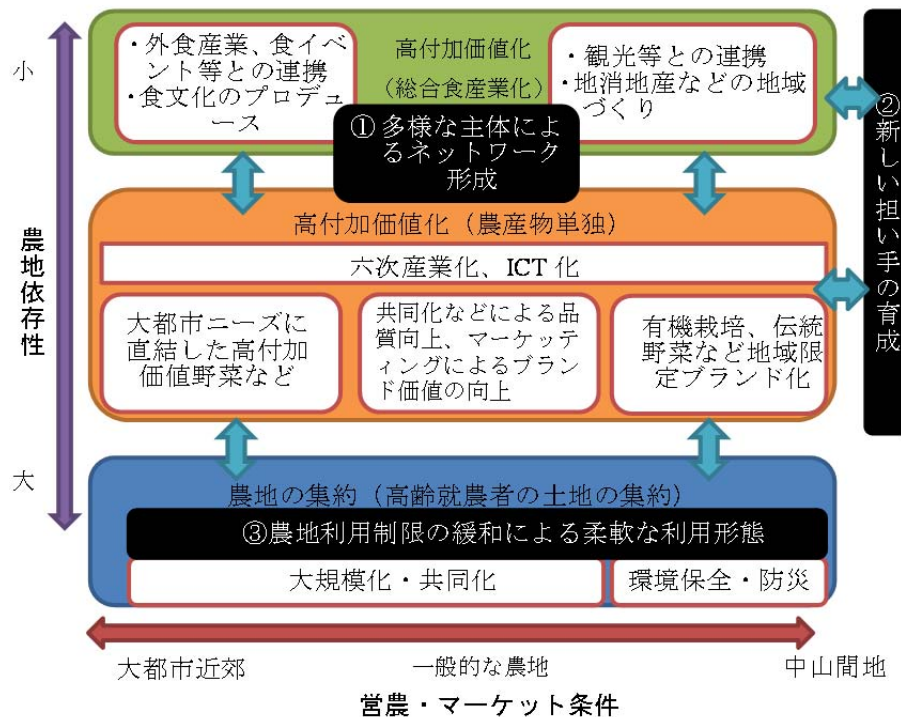 小
・外食産業、食イベ
ント等との連携
・食文化のプロデュ
ース
高付加価値化
（総合食産業化）
・観光等との連携
・地消地産などの地域
づくり
①多様な主体によ
るネットワーク
形成
②新しい担い手の育成
農地依存性
高付加価値化（農産物単独）
六次産業化、ICT 化
大都市ニーズに
直結した高付加
価値野菜など
共同化などによる品
質向上、マーケッテ
ィングによるブラン
ド価値の向上
有機栽培、伝統
野菜など地域限
定ブランド化
大
農地の集約（高齢就農者の土地の集約）
③農地利用制限の緩和による柔軟な利用形態
大規模化・共同化
環境保全・防災
大都市近郊
一般的な農地
中山間地
営農・マーケット条件